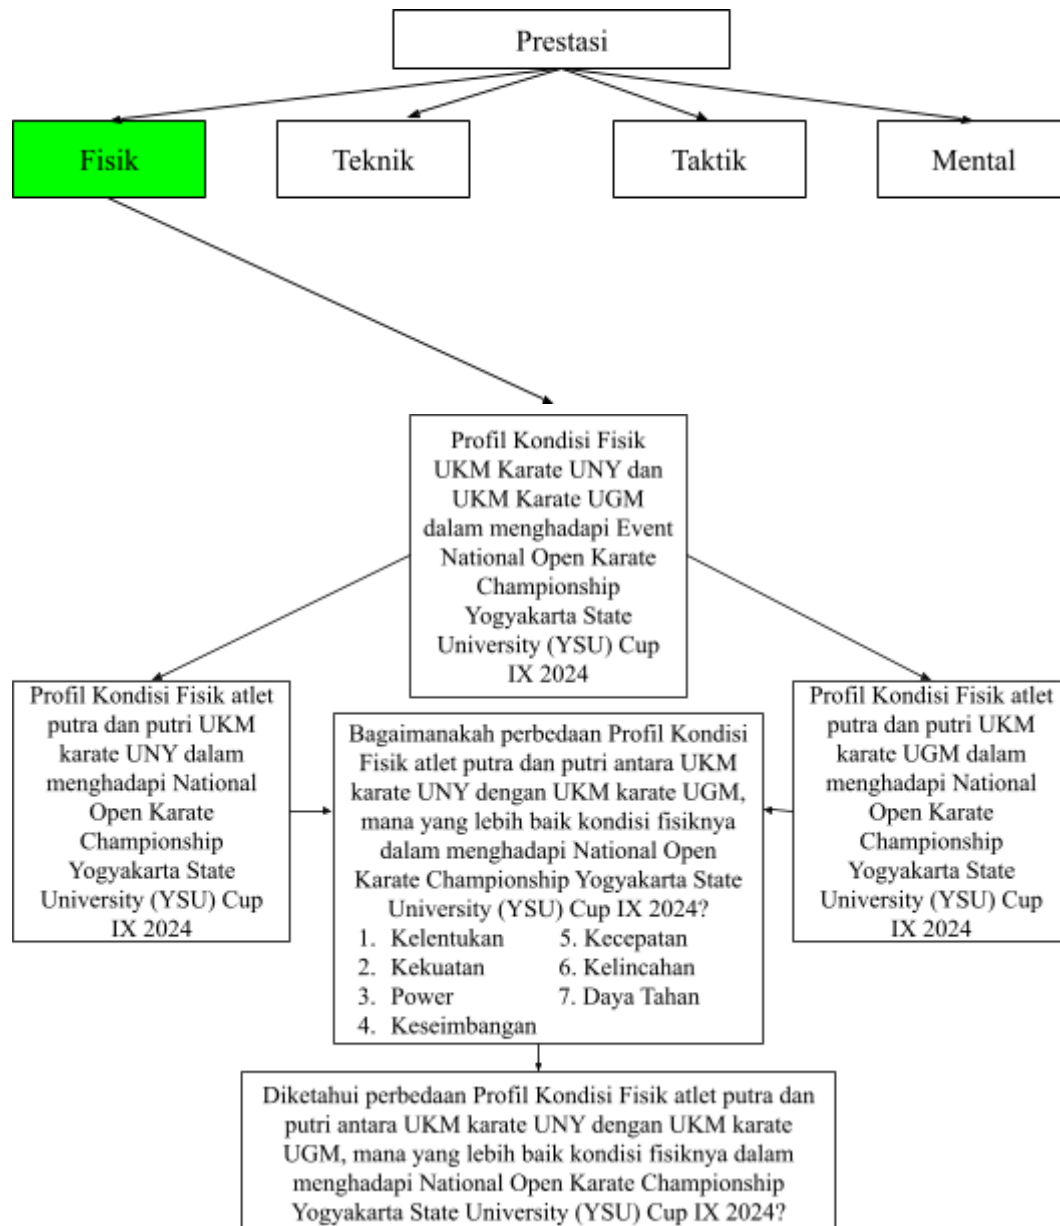 Prestasi
Fisik
Teknik
Taktik
Mental
Profil Kondisi Fisik
UKM Karate UNY dan
UKM Karate UGM
dalam menghadapi Event
National Open Karate
Championship
Yogyakarta State
University (YSU) Cup
IX 2024
Profil Kondisi Fisik atlet
putra dan putri UKM
karate UNY dalam
menghadapi National
Open Karate
Championship
Yogyakarta State
University (YSU) Cup
IX 2024
Bagaimanakah perbedaan Profil Kondisi
Fisik atlet putra dan putri antara UKM
karate UNY dengan UKM karate UGM,
mana yang lebih baik kondisi fisiknya
dalam menghadapi National Open
Karate Championship Yogyakarta State
University (YSU) Cup IX 2024?
1. Kelentukan
2. Kekuatan
3. Power
4. Keseimbangan
5. Kecepatan
6. Kelincahan
7. Daya Tahan
Profil Kondisi Fisik atlet
putra dan putri UKM
karate UGM dalam
menghadapi National
Open Karate
Championship
Yogyakarta State
University (YSU) Cup
IX 2024
Diketahui perbedaan Profil Kondisi Fisik atlet putra dan
putri antara UKM karate UNY dengan UKM karate
UGM, mana yang lebih baik kondisi fisiknya dalam
menghadapi National Open Karate Championship
Yogyakarta State University (YSU) Cup IX 2024?